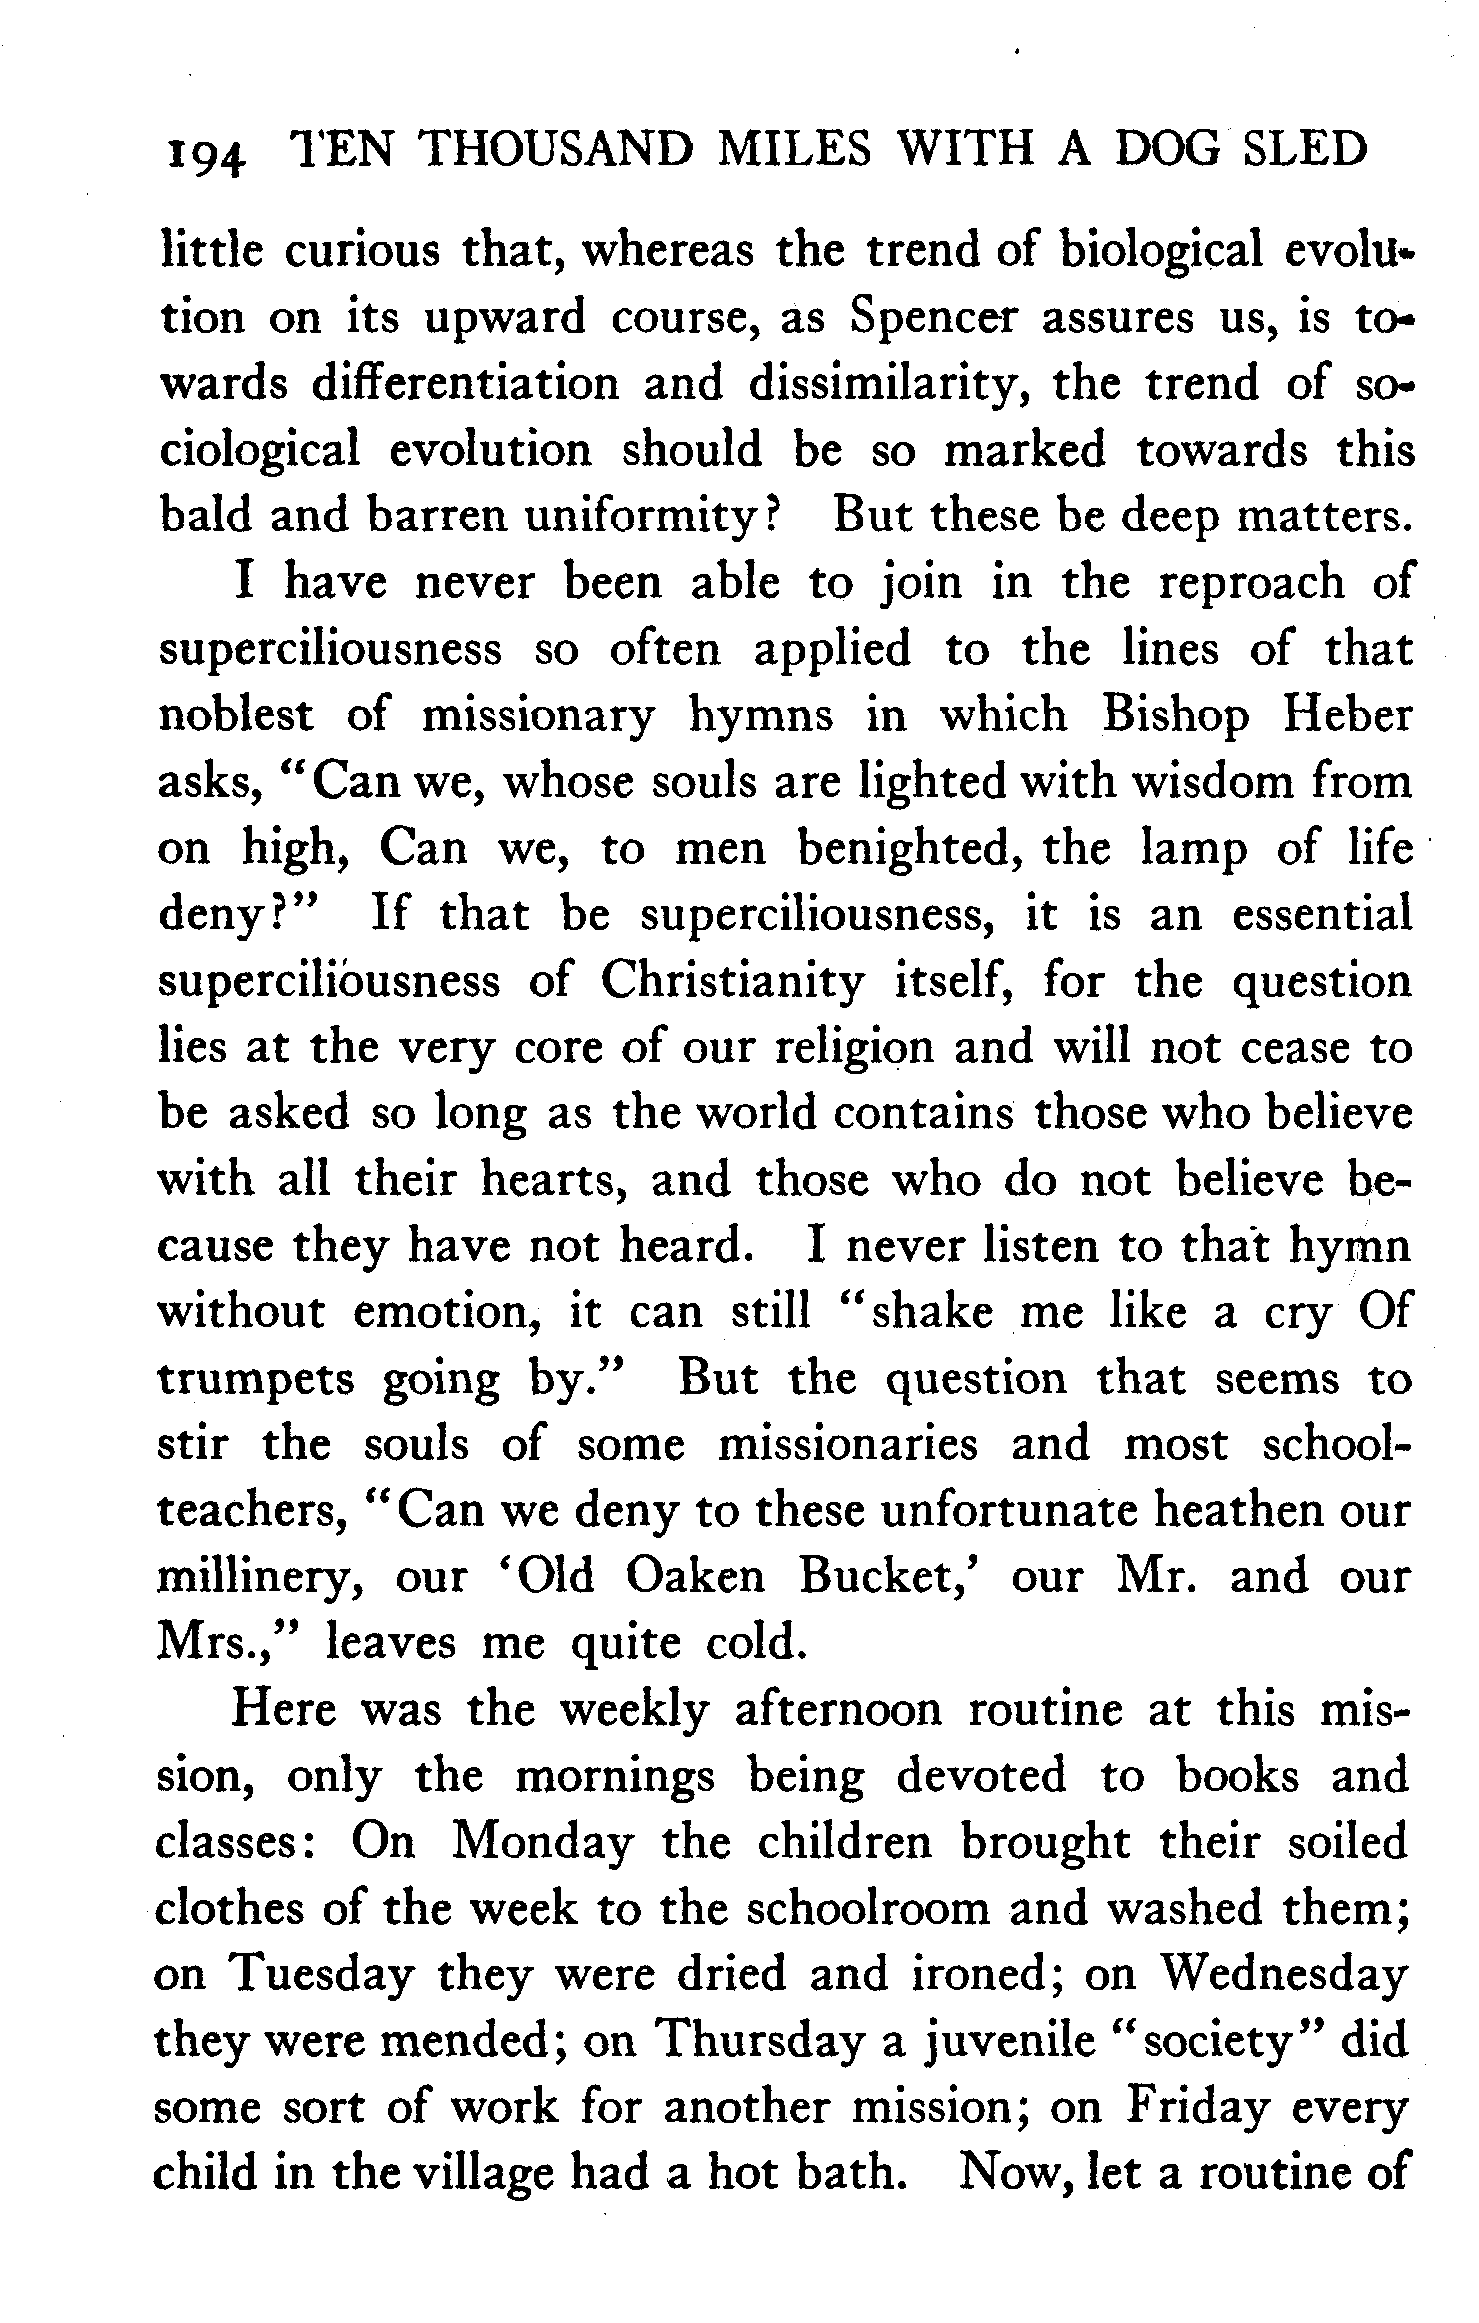 194 TEN THOUSAND MILES WITH A DOG SLED
little curious that, whereas the trend of biological evolu-
tion on its upward course, as Spencer assures us, is to-
wards differentiation and dissimilarity, the trend of so-
ciological evolution should be so marked towards this
bald and barren uniformity? But these be deep matters.
I have never been able to join in the reproach of
superciliousness so often applied to the lines of that
noblest of missionary hymns in which Bishop Heber
asks, “Can we, whose souls are lighted with wisdom from
on high, Can we, to men benighted, the lamp of life
deny?” If that be superciliousness, it is an essential
superciliousness of Christianity itself, for the question
lies at the very core of our religion and will not cease to
be asked so long as the world contains those who believe
with all their hearts, and those who do not believe be-
cause they have not heard. I never listen to that hymn
without emotion, it can still “shake me like a cry Of
trumpets going by.” But the question that seems to
stir the souls of some missionaries and most school-
teachers, “Can we deny to these unfortunate heathen our
millinery, our ‘Old Oaken Bucket,’ our Mr. and our
Mrs.,” leaves me quite cold.
Here was the weekly afternoon routine at this mis-
sion, only the mornings being devoted to books and
classes: On Monday the children brought their soiled
clothes of the week to the schoolroom and washed them;
on Tuesday they were dried and ironed; on Wednesday
they were mended; on Thursday a juvenile “society” did
some sort of work for another mission; on Friday every
child in the village had a hot bath. Now, let a routine of